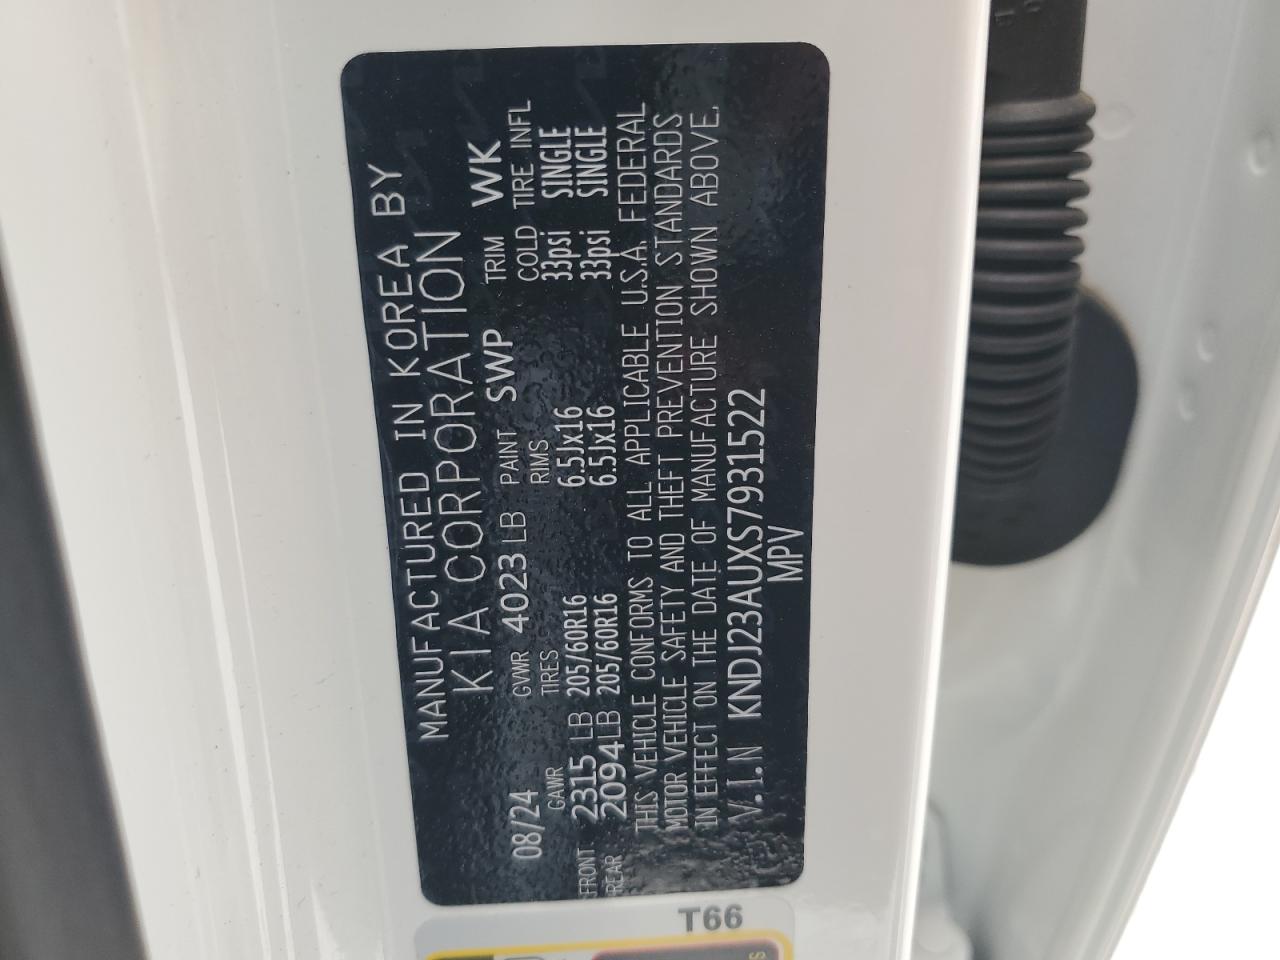 MANUFACTURED IN KOREA BY
KIA CORPORATION
08/24 GVWR 4023 LB PAINT SWP TRIM WK
GAWR TIRES RIMS COLD TIRE INFL
FRONT 2315 LB 205/60R16 6.5Jx16 33psi SINGLE
REAR 2094 LB 205/60R16 6.5Jx16 33psi SINGLE
THIS VEHICLE CONFORMS TO ALL APPLICABLE U.S.A. FEDERAL
MOTOR VEHICLE SAFETY AND THEFT PREVENTION STANDARDS
IN EFFECT ON THE DATE OF MANUFACTURE SHOWN ABOVE.
V.I.N KNDJ23AUXS7931522
MPV
T66